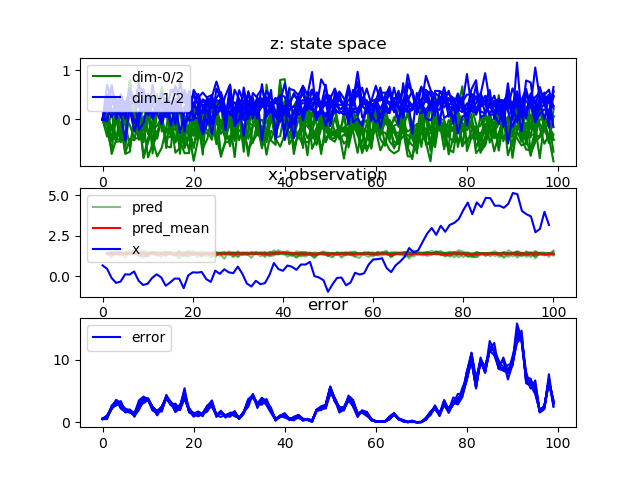 z: state space
1
0
dim-0/2
dim-1/2
0 20 40 60 80 100
x: observation
5.0
2.5
0.0
pred
pred_mean
x
0 20 40 60 80 100
error
10
0
error
0 20 40 60 80 100